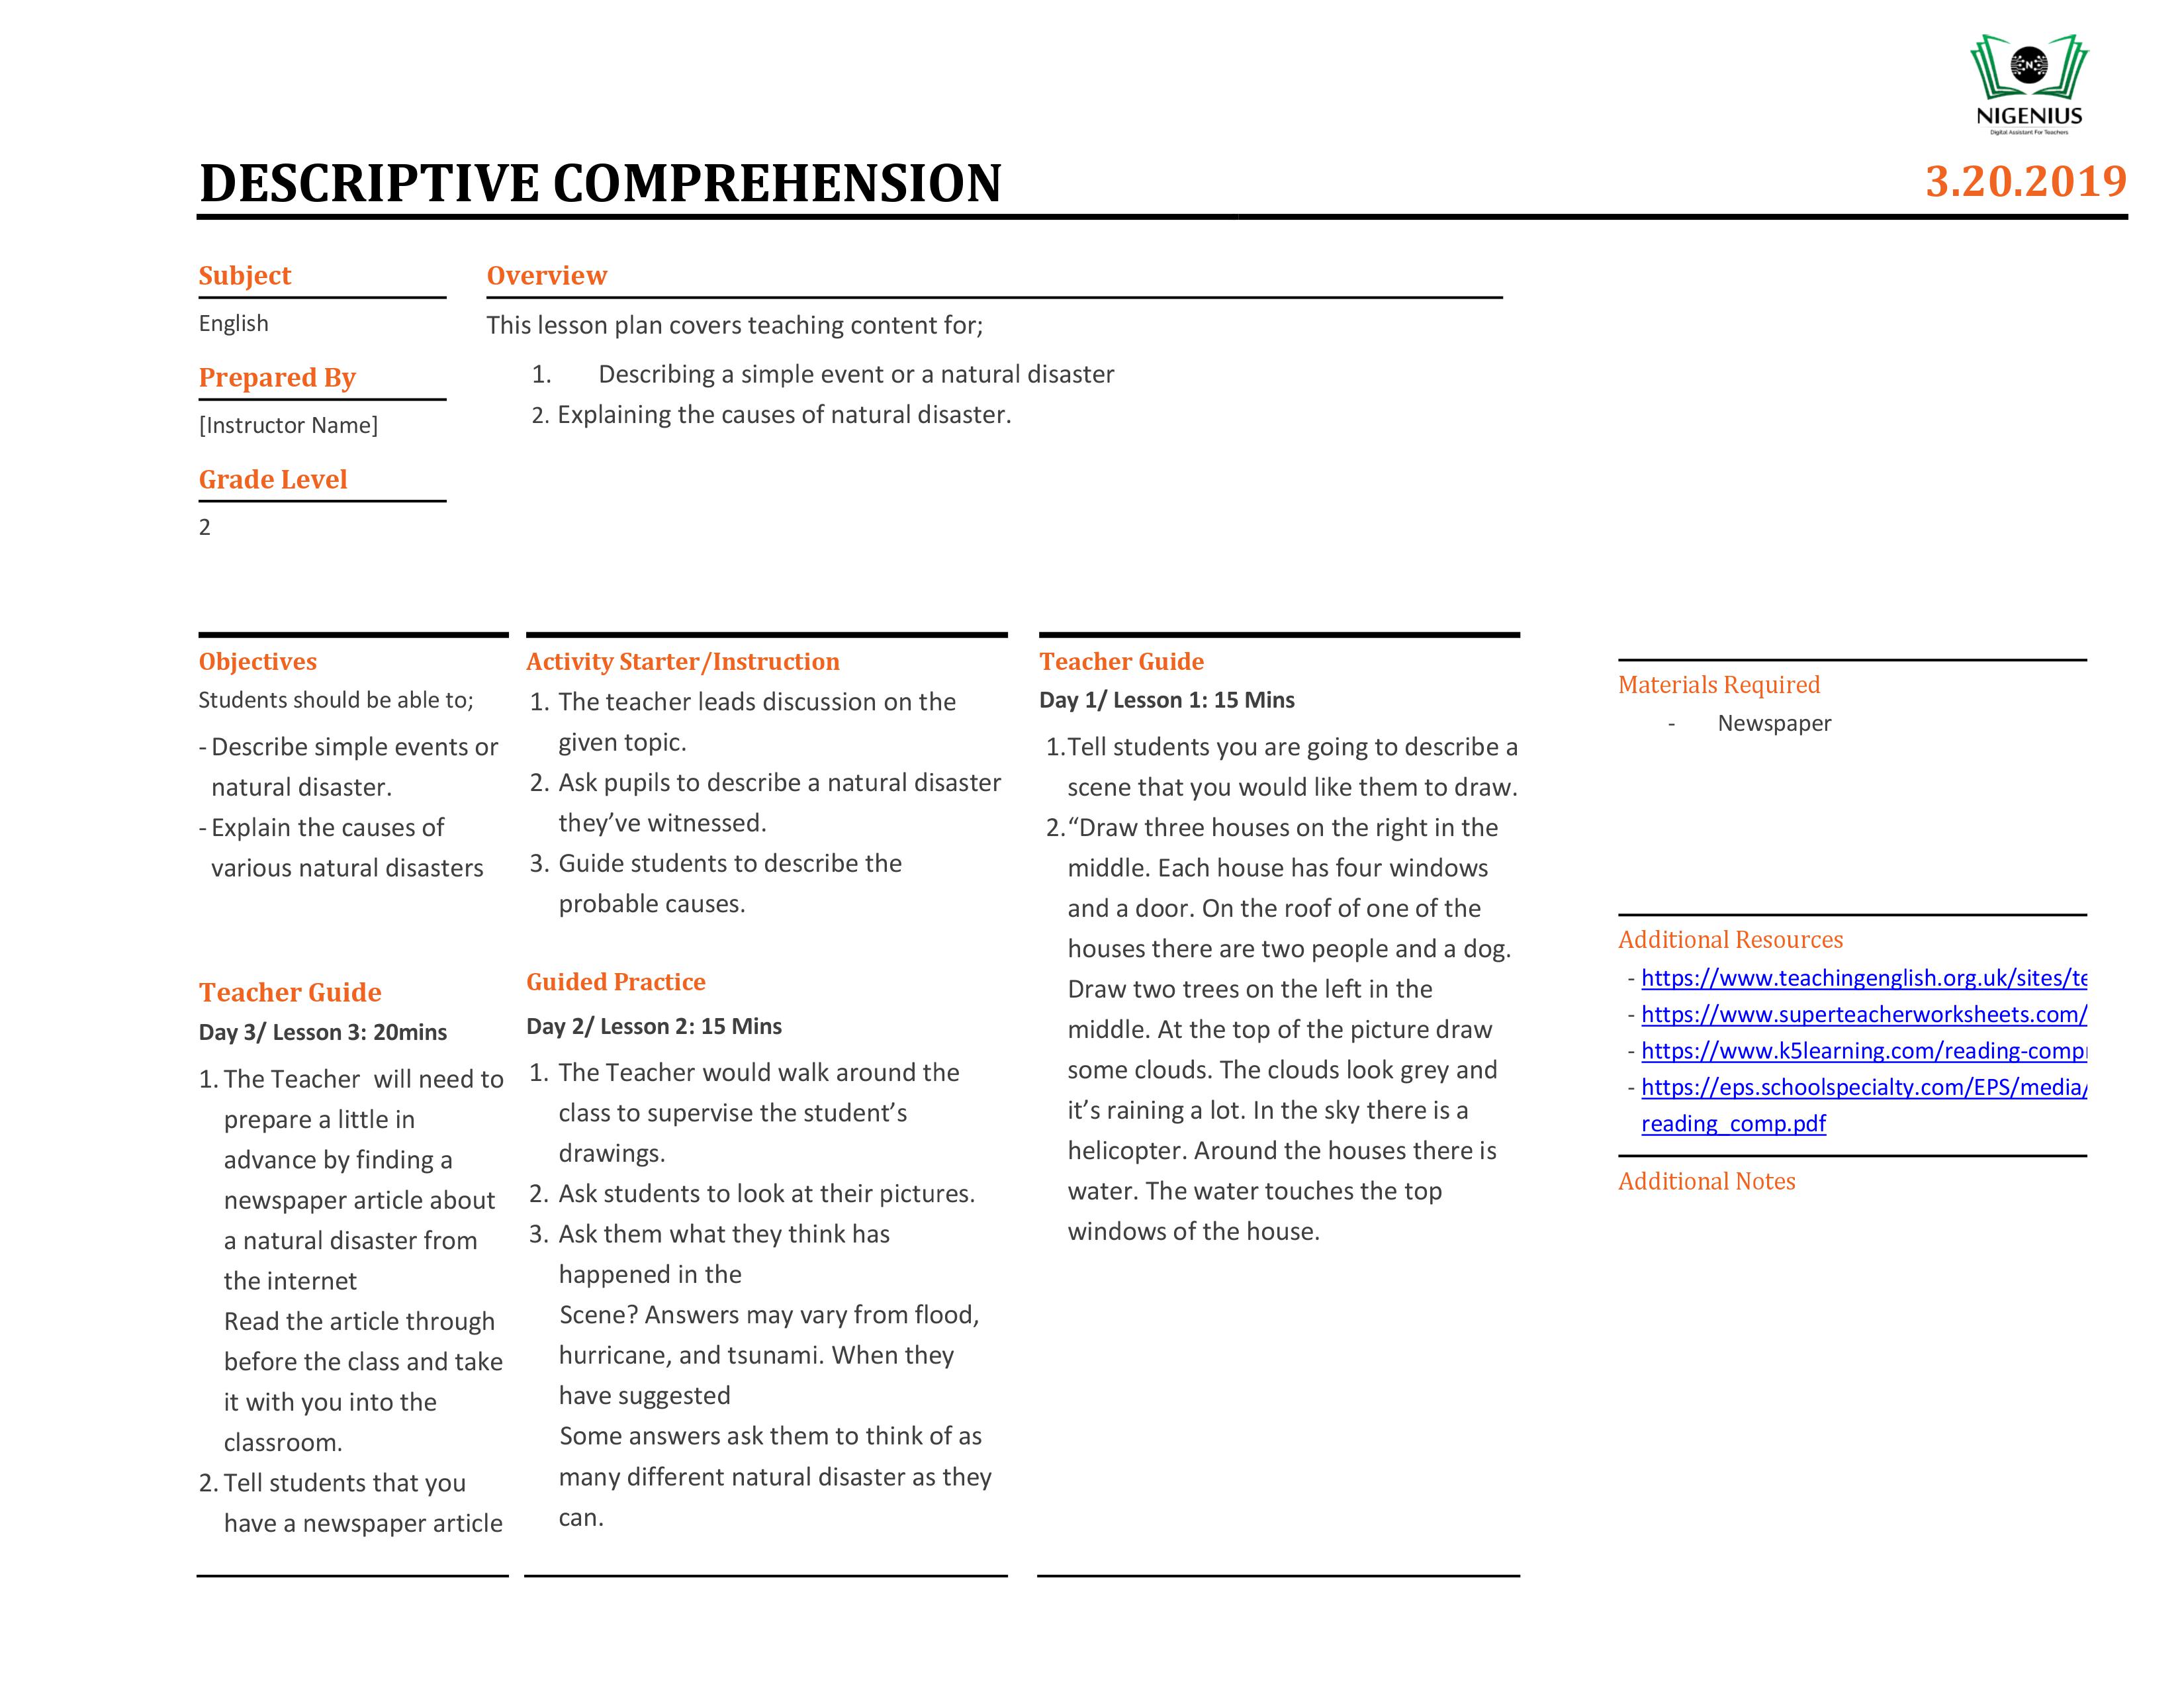 NIGENIUS
Digital Assistant For Teachers
DESCRIPTIVE COMPREHENSION
3.20.2019
Subject
English
Prepared By
[Instructor Name]
Grade Level
2
Overview
This lesson plan covers teaching content for;
1. Describing a simple event or a natural disaster
2. Explaining the causes of natural disaster.
Objectives
Students should be able to;
- Describe simple events or
natural disaster.
- Explain the causes of
various natural disasters
Teacher Guide
Day 3/ Lesson 3: 20mins
1. The Teacher will need to
prepare a little in
advance by finding a
newspaper article about
a natural disaster from
the internet
Read the article through
before the class and take
it with you into the
classroom.
2. Tell students that you
have a newspaper article
Activity Starter/Instruction
1. The teacher leads discussion on the
given topic.
2. Ask pupils to describe a natural disaster
they’ve witnessed.
3. Guide students to describe the
probable causes.
Guided Practice
Day 2/ Lesson 2: 15 Mins
1. The Teacher would walk around the
class to supervise the student’s
drawings.
2. Ask students to look at their pictures.
3. Ask them what they think has
happened in the
Scene? Answers may vary from flood,
hurricane, and tsunami. When they
have suggested
Some answers ask them to think of as
many different natural disaster as they
can.
Teacher Guide
Day 1/ Lesson 1: 15 Mins
1.Tell students you are going to describe a
scene that you would like them to draw.
2.“Draw three houses on the right in the
middle. Each house has four windows
and a door. On the roof of one of the
houses there are two people and a dog.
Draw two trees on the left in the
middle. At the top of the picture draw
some clouds. The clouds look grey and
it’s raining a lot. In the sky there is a
helicopter. Around the houses there is
water. The water touches the top
windows of the house.
Materials Required
- Newspaper
Additional Resources
- https://www.teachingenglish.org.uk/sites/te
- https://www.superteacherworksheets.com/
- https://www.k5learning.com/reading-comp
- https://eps.schoolspecialty.com/EPS/media/
reading_comp.pdf
Additional Notes